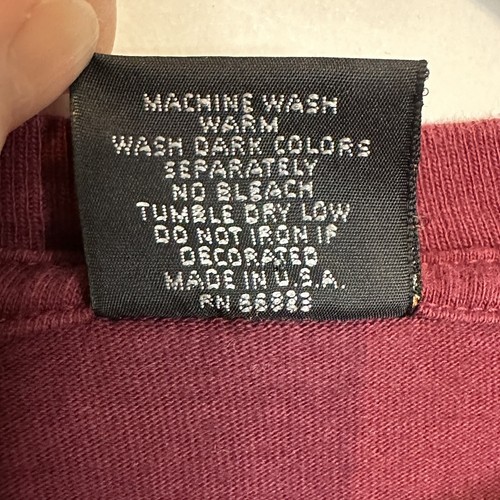 MACHINE WASH
WARM
WASH DARK COLORS
SEPARATELY
NO BLEACH
TUMBLE DRY LOW
DO NOT IRON IF
DECORATED
MADE IN U.S.A.
RN